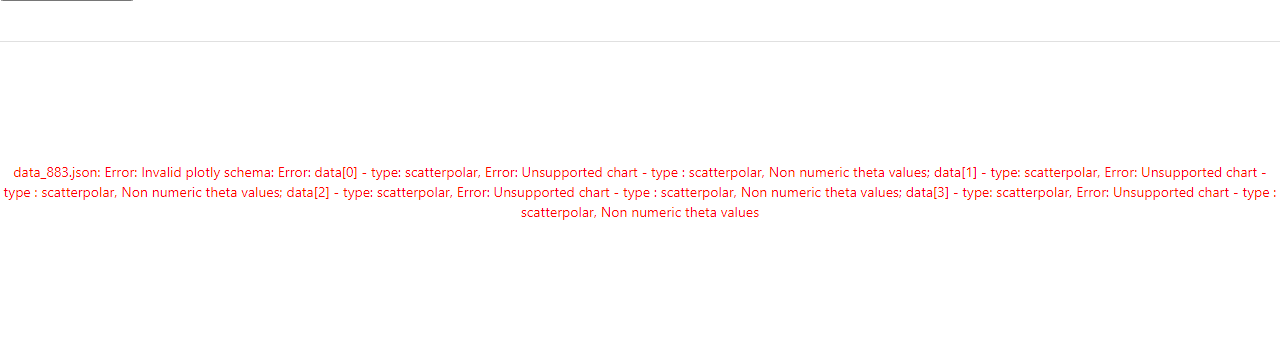 data_883.json: Error: Invalid plotly schema: Error: data[0] - type: scatterpolar, Error: Unsupported chart - type : scatterpolar, Non numeric theta values; data[1] - type: scatterpolar, Error: Unsupported chart -
type : scatterpolar, Non numeric theta values; data[2] - type: scatterpolar, Error: Unsupported chart - type : scatterpolar, Non numeric theta values; data[3] - type: scatterpolar, Error: Unsupported chart - type :
scatterpolar, Non numeric theta values